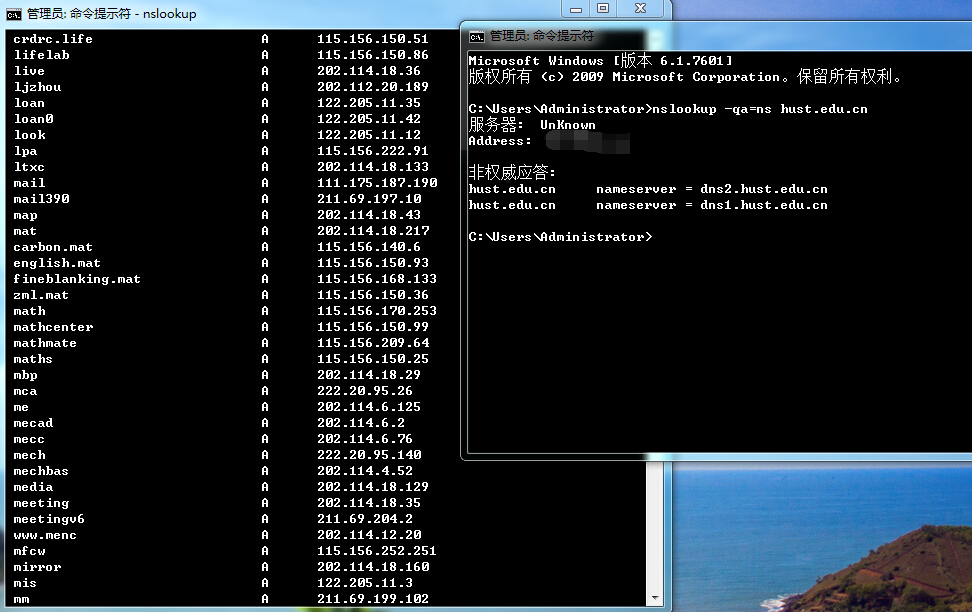 管理员: 命令提示符 - nslookup
crdrc.life A 115.156.150.51
lifelab A 115.156.150.86
live A 202.114.18.36
ljzhou A 202.112.20.189
loan A 122.205.11.35
loan0 A 122.205.11.42
look A 122.205.11.12
lpa A 115.156.222.91
ltxc A 202.114.18.133
mail A 111.175.187.190
mail390 A 211.69.197.10
map A 202.114.18.43
mat A 202.114.18.217
carbon.mat A 115.156.140.6
english.mat A 115.156.150.93
fineblanking.mat A 115.156.168.133
zml.mat A 115.156.150.36
math A 115.156.170.253
mathcenter A 115.156.150.99
mathmate A 115.156.209.64
maths A 115.156.150.25
mbp A 202.114.18.29
mca A 222.20.95.26
me A 202.114.6.125
mecad A 202.114.6.2
mecc A 202.114.6.76
mech A 222.20.95.140
mechbas A 202.114.4.52
media A 202.114.18.129
meeting A 202.114.18.35
meetingv6 A 211.69.204.2
www.menc A 202.114.12.20
mfcw A 115.156.252.251
mirror A 202.114.18.160
mis A 122.205.11.3
mm A 211.69.199.102
管理员: 命令提示符
Microsoft Windows [版本 6.1.7601]
版权所有 (c) 2009 Microsoft Corporation。保留所有权利。
C:\Users\Administrator>nslookup -qa=ns hust.edu.cn
服务器:  UnKnown
Address:
非权威应答:
hust.edu.cn nameserver = dns2.hust.edu.cn
hust.edu.cn nameserver = dns1.hust.edu.cn
C:\Users\Administrator>